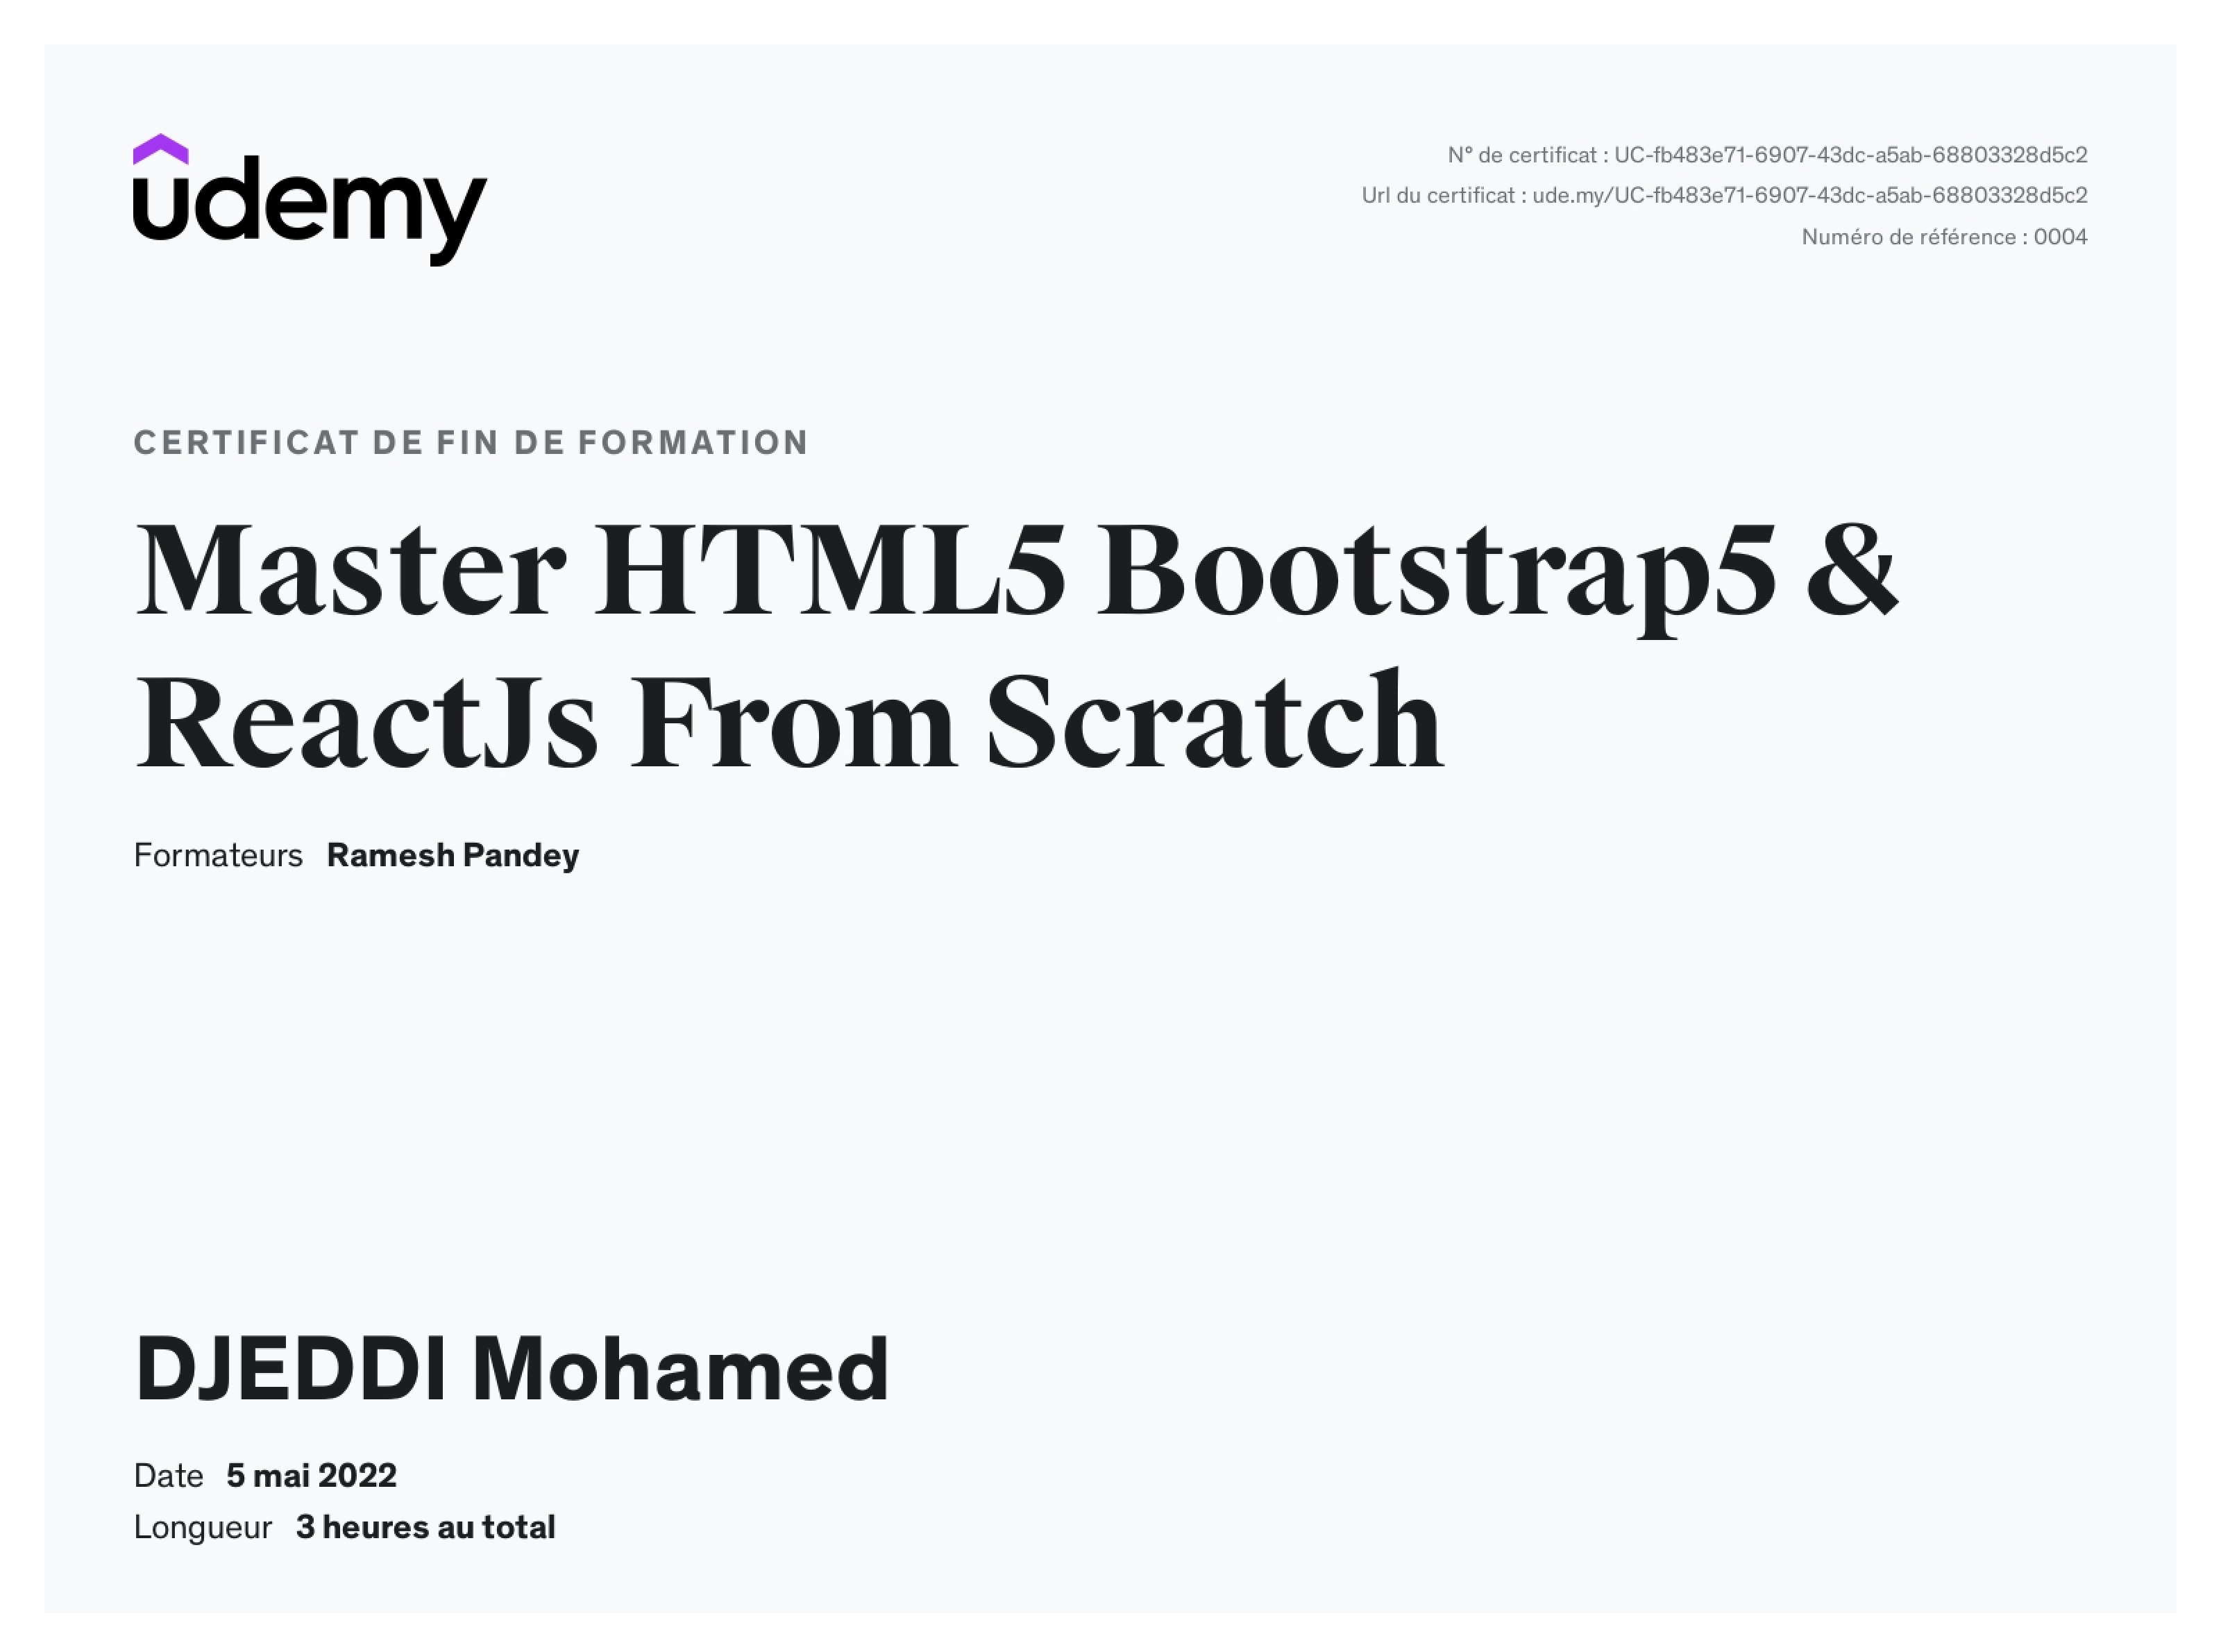 udemy
N° de certificat : UC-fb483e71-6907-43dc-a5ab-68803328d5c2
Url du certificat : ude.my/UC-fb483e71-6907-43dc-a5ab-68803328d5c2
Numéro de référence : 0004
CERTIFICAT DE FIN DE FORMATION
Master HTML5 Bootstrap5 &
ReactJs From Scratch
Formateurs Ramesh Pandey
DJEDDI Mohamed
Date 5 mai 2022
Longueur 3 heures au total